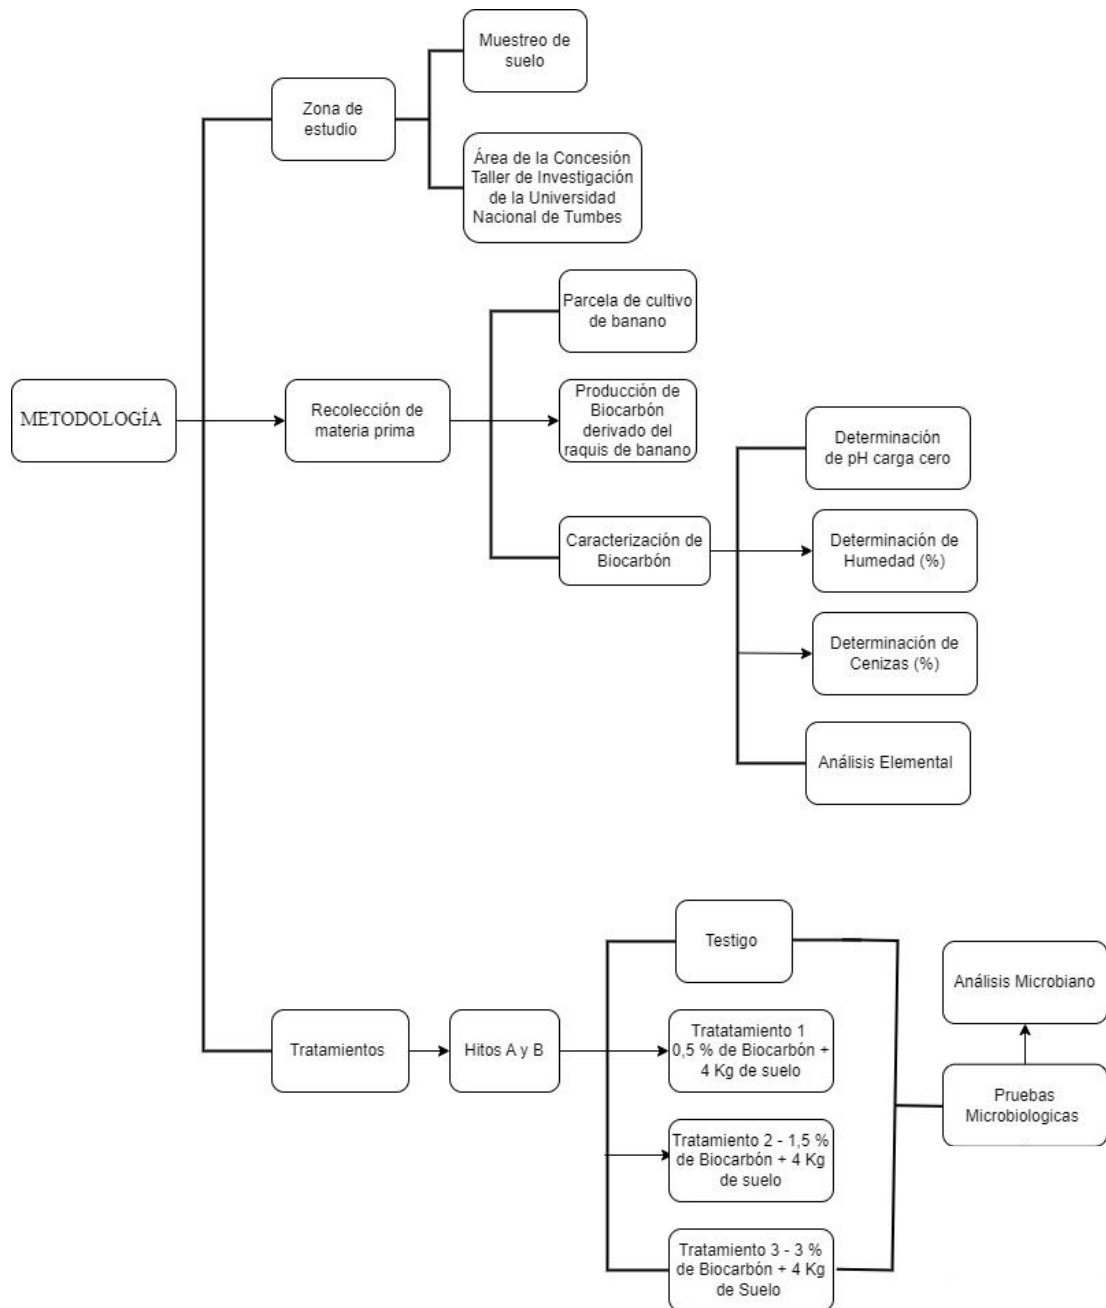 Muestreo de
suelo
Zona de
estudio
Área de la Concesión
Taller de Investigación
de la Universidad
Nacional de Tumbes
Parcela de cultivo
de banano
METODOLOGÍA
Recolección de
materia prima
Producción de
Biocarbón
derivado del
raquis de banano
Caracterización de
Biocarbón
Determinación
de pH carga cero
Determinación de
Humedad (%)
Determinación de
Cenizas (%)
Análisis Elemental
Tratamientos
Hitos A y B
Testigo
Tratatamiento 1
0,5 % de Biocarbón +
4 Kg de suelo
Tratamiento 2 - 1,5 %
de Biocarbón + 4 Kg
de suelo
Tratamiento 3 - 3 %
de Biocarbón + 4 Kg
de Suelo
Análisis Microbiano
Pruebas
Microbiologicas